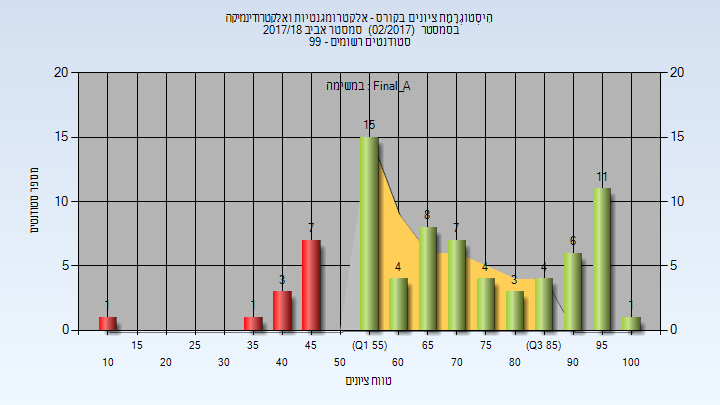 הִיסְטוֹגְרָמַת ציונים בקורס - אלקטרומגנטיות ואלקטרודינמיקה
בסמסטר (02/2017) סמסטר אביב 2017/18
סטודנטים רשומים - 99
במשימה : Final_A
20 20
15 15
10 10
5 5
0 0
מספר סטודנטים
1 1 3 7 15 4 8 7 4 3 4 6 11 1
15 25 35 45 (Q1 55) 65 75 (Q3 85) 95
10 20 30 40 50 60 70 80 90 100
טווח ציונים